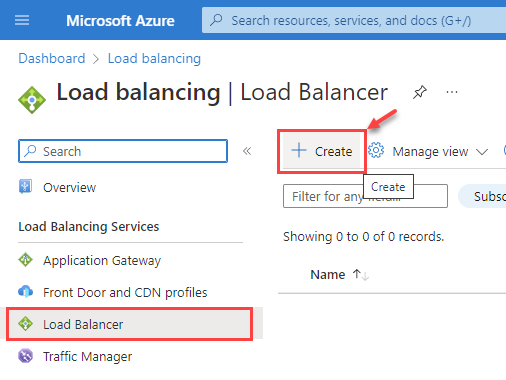 Microsoft Azure
Search resources, services, and docs (G+/)
Dashboard > Load balancing >
Load balancing | Load Balancer
Search
Overview
Load Balancing Services
Application Gateway
Front Door and CDN profiles
Load Balancer
Traffic Manager
+ Create
Manage view
Create
Filter for any
Subsc
Showing 0 to 0 of 0 records.
Name ↑↓